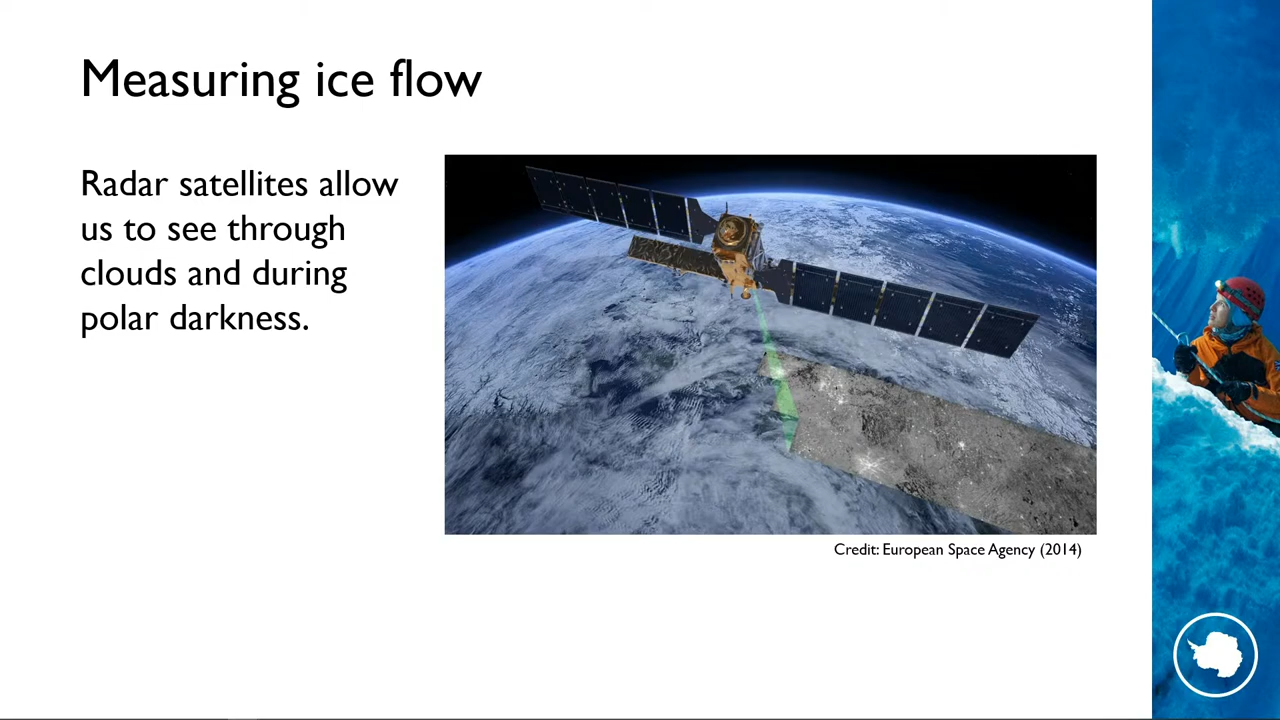 Measuring ice flow
Radar satellites allow
us to see through
clouds and during
polar darkness.
Credit: European Space Agency (2014)